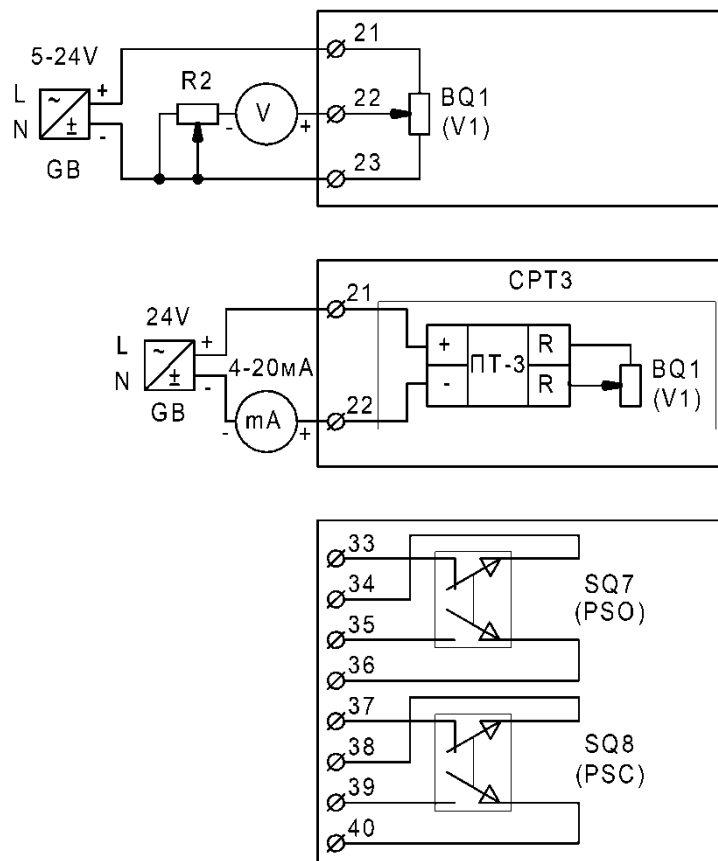 5-24V
L
N
+
-
~
±
GB
R2
-
V
+
21
22
23
BQ1
(V1)
24V
L
N
+
-
~
±
GB
4-20мА
-
mA
+
21
22
СРТ3
+
-
ПТ-3
R
R
BQ1
(V1)
33
34
35
36
SQ7
(PSO)
37
38
39
40
SQ8
(PSC)